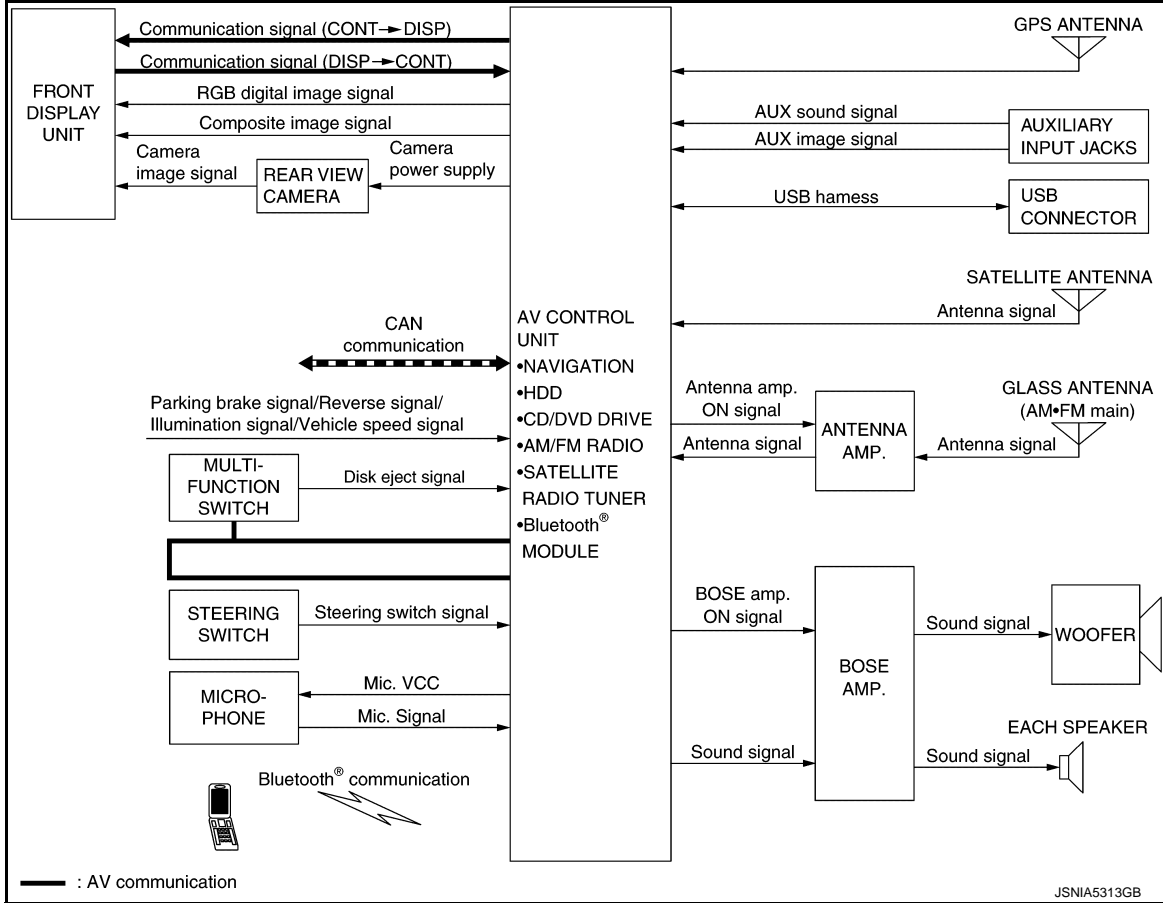 Communication signal (CONT→DISP)
Communication signal (DISP→CONT)
RGB digital image signal
Composite image signal
FRONT
DISPLAY
UNIT
Camera
image signal
REAR VIEW
CAMERA
Camera
power supply
CAN
communication
Parking brake signal/Reverse signal/
Illumination signal/Vehicle speed signal
MULTI-
FUNCTION
SWITCH
Disk eject signal
STEERING
SWITCH
Steering switch signal
MICRO-
PHONE
Mic. VCC
Mic. Signal
Bluetooth® communication
: AV communication
AV CONTROL
UNIT
•NAVIGATION
•HDD
•CD/DVD DRIVE
•AM/FM RADIO
•SATELLITE
RADIO TUNER
•Bluetooth®
MODULE
GPS ANTENNA
AUX sound signal
AUX image signal
AUXILIARY
INPUT JACKS
USB harness
USB
CONNECTOR
SATELLITE ANTENNA
Antenna signal
Antenna amp.
ON signal
Antenna signal
ANTENNA
AMP.
GLASS ANTENNA
(AM•FM main)
Antenna signal
BOSE amp.
ON signal
Sound signal
BOSE
AMP.
Sound signal
WOOFER
EACH SPEAKER
Sound signal
JSNIA5313GB